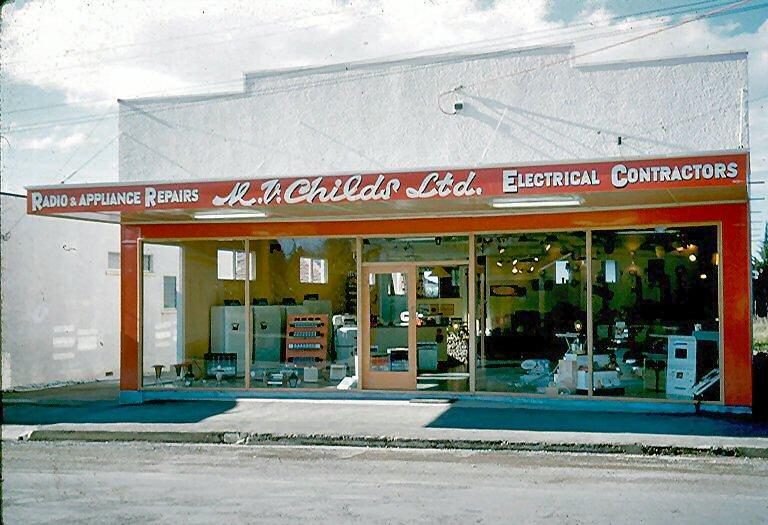 RADIO & APPLIANCE REPAIRS M.V. Childs Ltd. ELECTRICAL CONTRACTORS